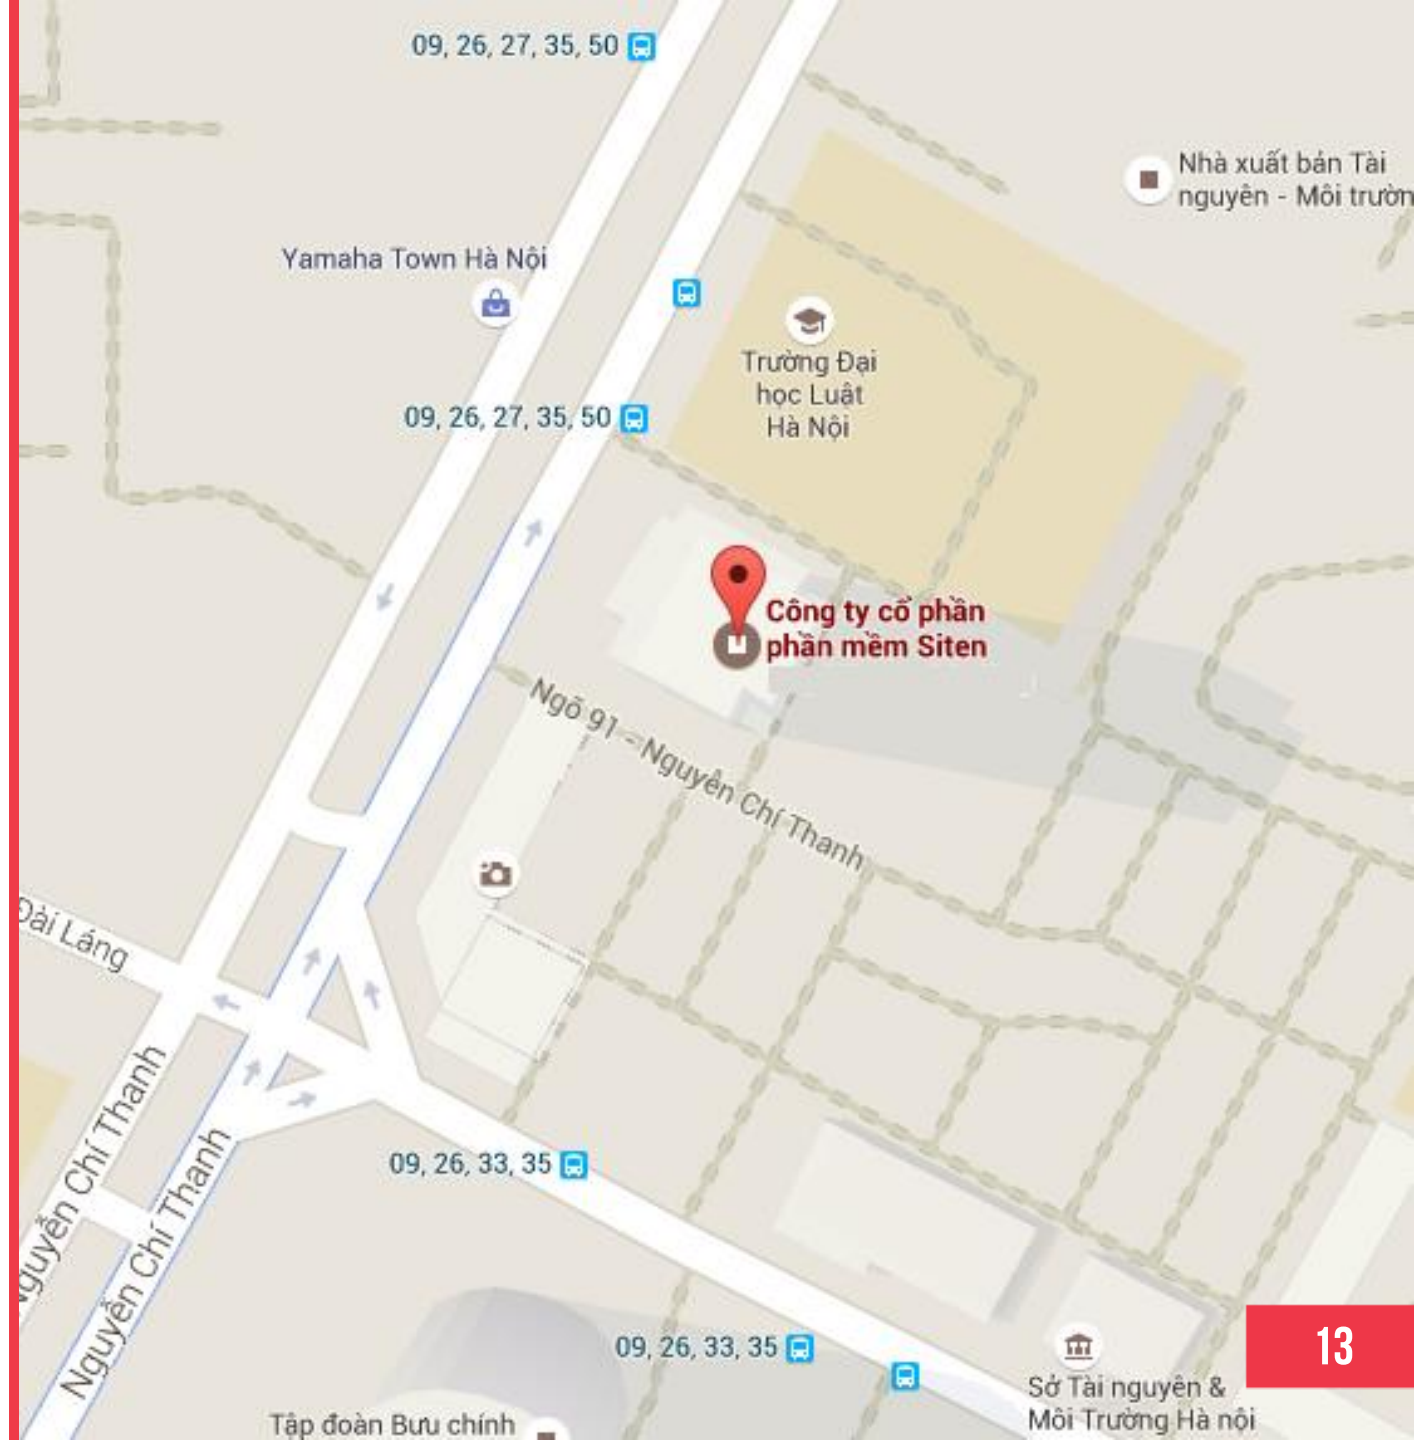 09, 26, 27, 35, 50
Nhà xuất bản Tài
nguyên - Môi trườn
Yamaha Town Hà Nội
Trường Đại
học Luật
Hà Nội
09, 26, 27, 35, 50
Công ty cổ phần
phần mềm Siten
Ngõ 91 - Nguyễn Chí Thanh
Đài Láng
Nguyễn Chí Thanh
Nguyễn Chí Thanh
09, 26, 33, 35
09, 26, 33, 35
13
Sở Tài nguyên &
Môi Trường Hà nội
Tập đoàn Bưu chính